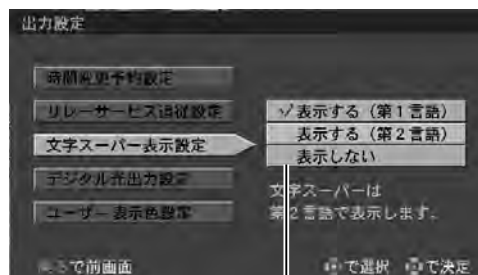 出力設定
時間変更予約設定
リレーサービス追従設定
文字スーパー表示設定
デジタル光出力設定
ユーザー表示色設定
✓表示する（第1言語）
表示する（第2言語）
表示しない
文字スーパーは
第2言語で表示します.
で前画面
で選択 で決定